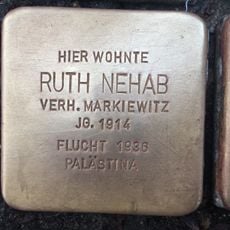 HIER WOHNTE
RUTH NEHAB
VERH. MARKIEWITZ
JG. 1914
FLUCHT 1936
PALÄSTINA